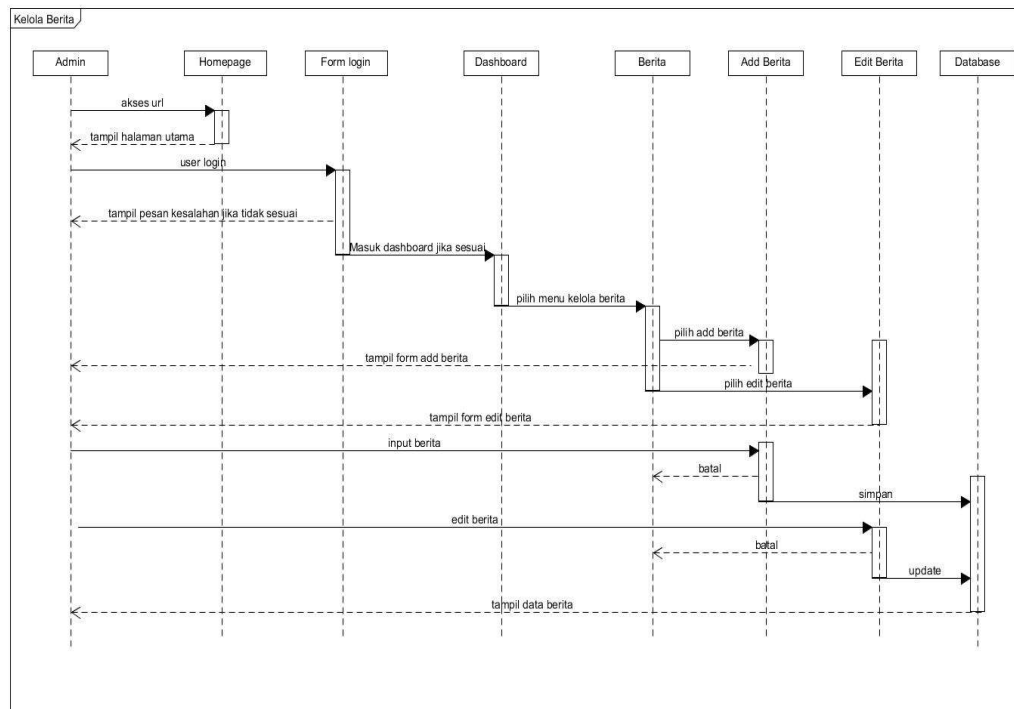 Kelola Berita
Admin
Homepage
Form login
Dashboard
Berita
Add Berita
Edit Berita
Database
akses url
tampil halaman utama
user login
tampil pesan kesalahan jika tidak sesuai
Masuk dashboard jika sesuai
pilih menu kelola berita
pilih add berita
tampil form add berita
pilih edit berita
tampil form edit berita
input berita
batal
simpan
edit berita
batal
update
tampil data berita